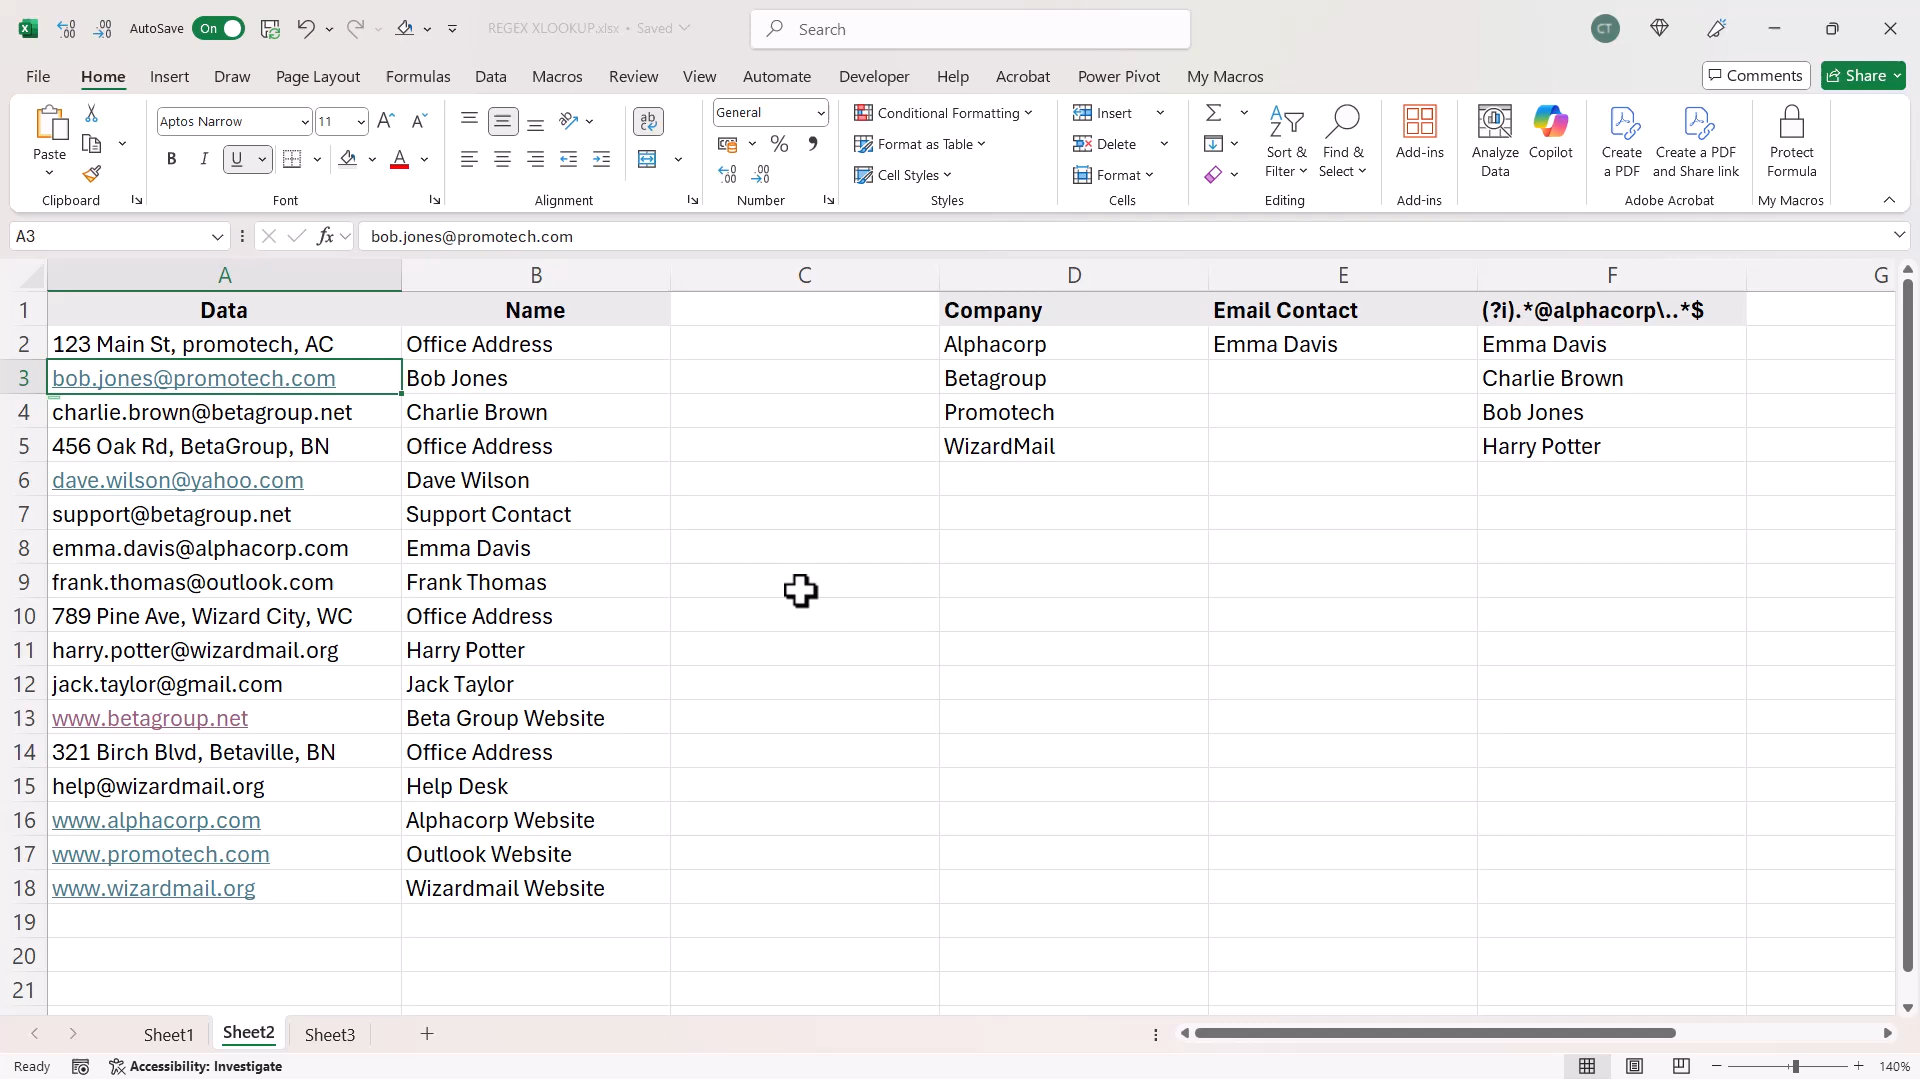 AutoSave On REGEX XLOOKUP.xlsx • Saved Search CT
File Home Insert Draw Page Layout Formulas Data Macros Review View Automate Developer Help Acrobat Power Pivot My Macros Comments Share
Paste
Clipboard
Aptos Narrow 11
B I U
Font
ab
Alignment
General
% ,
Number
Conditional Formatting
Format as Table
Cell Styles
Styles
Insert
Delete
Format
Cells
Sort & Filter
Find & Select
Editing
Add-ins
Add-ins
Analyze Data
Copilot
Create a PDF
Create a PDF and Share link
Adobe Acrobat
Protect Formula
My Macros
A3 fx bob.jones@promotech.com
A B C D E F G
1 Data Name Company Email Contact (?i).*@alphacorp\..*$
2 123 Main St, promotech, AC Office Address Alphacorp Emma Davis Emma Davis
3 bob.jones@promotech.com Bob Jones Betagroup Charlie Brown
4 charlie.brown@betagroup.net Charlie Brown Promotech Bob Jones
5 456 Oak Rd, BetaGroup, BN Office Address WizardMail Harry Potter
6 dave.wilson@yahoo.com Dave Wilson
7 support@betagroup.net Support Contact
8 emma.davis@alphacorp.com Emma Davis
9 frank.thomas@outlook.com Frank Thomas
10 789 Pine Ave, Wizard City, WC Office Address
11 harry.potter@wizardmail.org Harry Potter
12 jack.taylor@gmail.com Jack Taylor
13 www.betagroup.net Beta Group Website
14 321 Birch Blvd, Betaville, BN Office Address
15 help@wizardmail.org Help Desk
16 www.alphacorp.com Alphacorp Website
17 www.promotech.com Outlook Website
18 www.wizardmail.org Wizardmail Website
19
20
21
Sheet1 Sheet2 Sheet3
Ready Accessibility: Investigate 140%